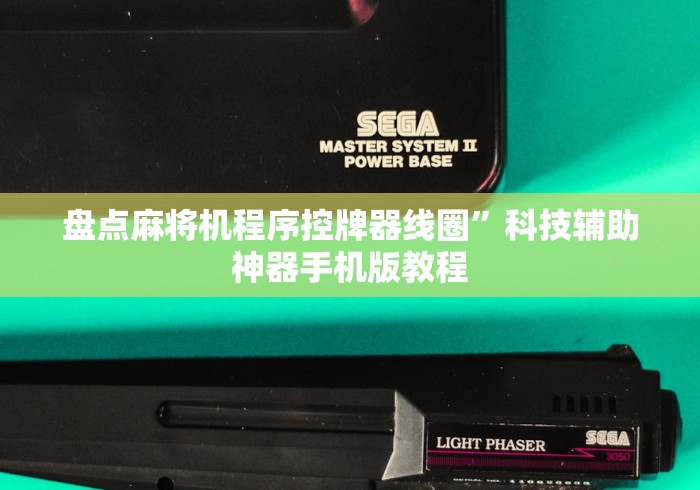 SEGA
MASTER SYSTEM II
POWER BASE
盘点麻将机程序控牌器线圈”科技辅助
神器手机版教程
LIGHT PHASER
SEGA
3050